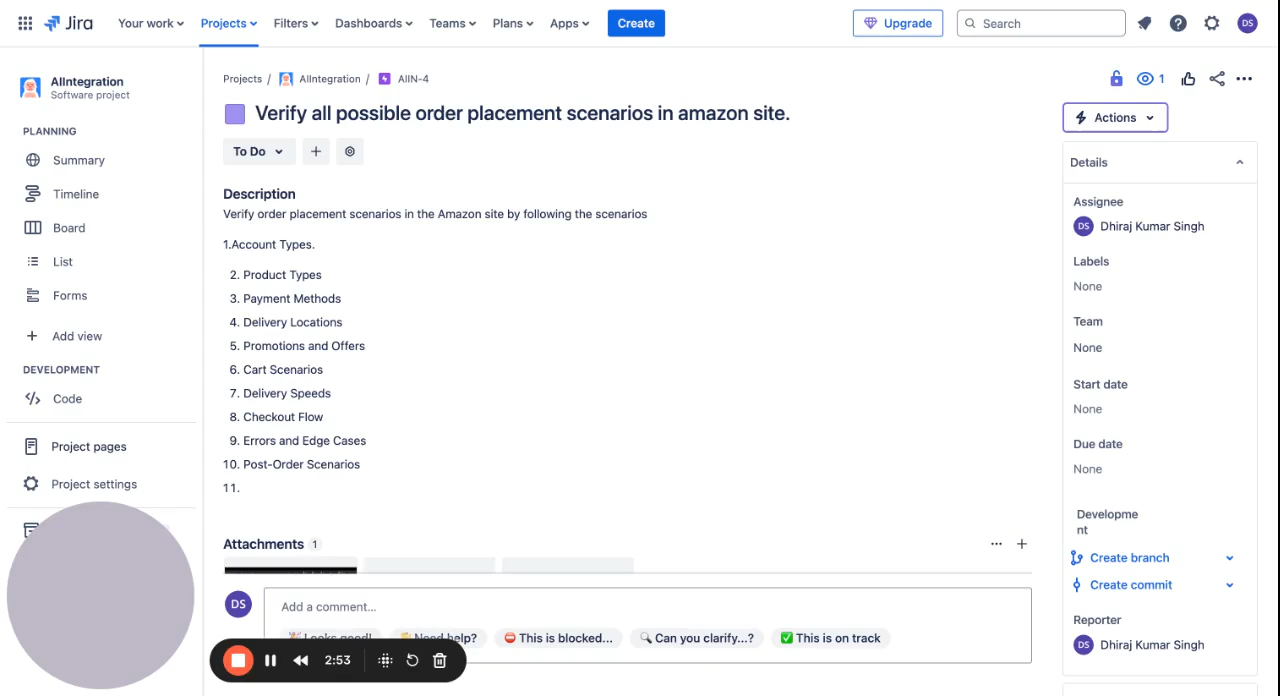 Jira
Your work
Projects
Filters
Dashboards
Teams
Plans
Apps
Create
Upgrade
Search
DS
AIIntegration
Software project
PLANNING
Summary
Timeline
Board
List
Forms
Add view
DEVELOPMENT
Code
Project pages
Project settings
Projects / AIIntegration / AIIN-4
1
Verify all possible order placement scenarios in amazon site.
To Do
Description
Verify order placement scenarios in the Amazon site by following the scenarios
1.Account Types.
2. Product Types
3. Payment Methods
4. Delivery Locations
5. Promotions and Offers
6. Cart Scenarios
7. Delivery Speeds
8. Checkout Flow
9. Errors and Edge Cases
10. Post-Order Scenarios
11.
Attachments 1
DS
Add a comment...
Looks good!
Need help?
This is blocked...
Can you clarify...?
This is on track
2:53
Actions
Details
Assignee
DS Dhiraj Kumar Singh
Labels
None
Team
None
Start date
None
Due date
None
Developme
nt
Create branch
Create commit
Reporter
DS Dhiraj Kumar Singh